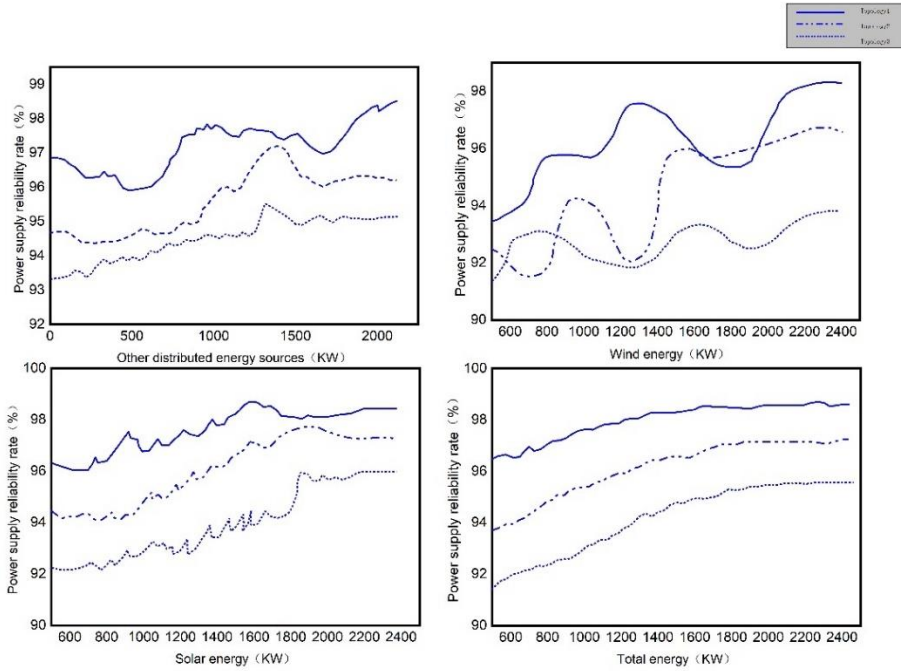 Topology1
Topology2
Topology3
99
98
97
96
95
94
93
92
0 500 1000 1500 2000
Power supply reliability rate（%）
Other distributed energy sources（KW）
98
96
94
92
90
600 800 1000 1200 1400 1600 1800 2000 2200 2400
Power supply reliability rate（%）
Wind energy（KW）
100
98
96
94
92
90
600 800 1000 1200 1400 1600 1800 2000 2200 2400
Power supply reliability rate（%）
Solar energy（KW）
100
98
96
94
92
90
600 800 1000 1200 1400 1600 1800 2000 2200 2400
Power supply reliability rate（%）
Total energy（KW）